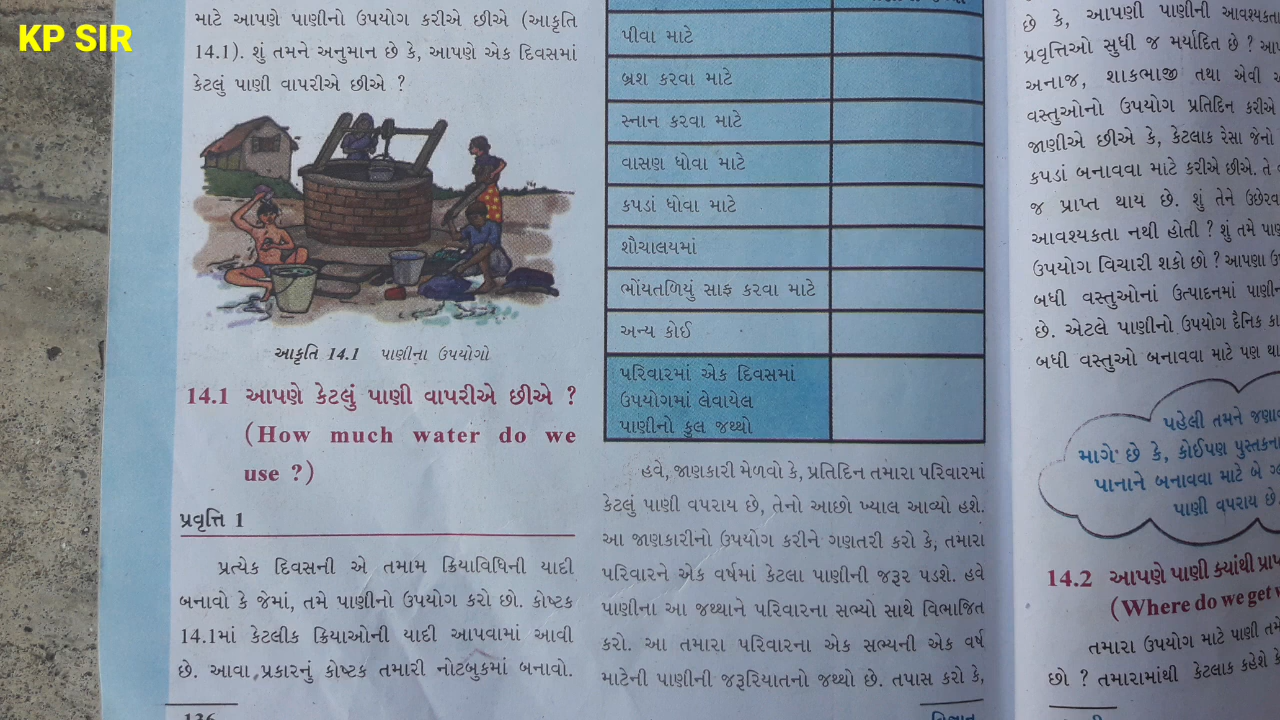 KP SIR
માટે આપણે પાણીનો ઉપયોગ કરીએ છીએ (આકૃતિ
14.1). શું તમને અનુમાન છે કે, આપણે એક દિવસમાં
કેટલું પાણી વાપરીએ છીએ ?
આકૃતિ 14.1 પાણીના ઉપયોગો
14.1 આપણે કેટલું પાણી વાપરીએ છીએ ?
(How much water do we
use ?)
પ્રવૃત્તિ 1
પ્રત્યેક દિવસની એ તમામ ક્રિયાવિધિની યાદી
બનાવો કે જેમાં, તમે પાણીનો ઉપયોગ કરો છો. કોષ્ટક
14.1માં કેટલીક ક્રિયાઓની યાદી આપવામાં આવી
છે. આવા પ્રકારનું કોષ્ટક તમારી નોટબુકમાં બનાવો.
136
પીવા માટે
બ્રશ કરવા માટે
સ્નાન કરવા માટે
વાસણ ધોવા માટે
કપડાં ધોવા માટે
શૌચાલયમાં
ભોંયતળિયું સાફ કરવા માટે
અન્ય કોઈ
પરિવારમાં એક દિવસમાં
ઉપયોગમાં લેવાયેલ
પાણીનો કુલ જથ્થો
હવે, જાણકારી મેળવો કે, પ્રતિદિન તમારા પરિવારમાં
કેટલું પાણી વપરાય છે, તેનો આછો ખ્યાલ આવ્યો હશે.
આ જાણકારીનો ઉપયોગ કરીને ગણતરી કરો કે, તમારા
પરિવારને એક વર્ષમાં કેટલા પાણીની જરૂર પડશે. હવે
પાણીના આ જથ્થાને પરિવારના સભ્યો સાથે વિભાજિત
કરો. આ તમારા પરિવારના એક સભ્યની એક વર્ષ
માટેની પાણીની જરૂરિયાતનો જથ્થો છે. તપાસ કરો કે,
વિજ્ઞાન
છે કે, આપણી પાણીની આવશ્યકતા
પ્રવૃત્તિઓ સુધી જ મર્યાદિત છે ?
અનાજ, શાકભાજી તથા એવી
વસ્તુઓનો ઉપયોગ પ્રતિદિન કરીએ
જાણીએ છીએ કે, કેટલાક રેસા જેનો
કપડાં બનાવવા માટે કરીએ છીએ. તે
જ પ્રાપ્ત થાય છે. શું તેને
આવશ્યકતા નથી હોતી ? શું તમે
ઉપયોગ વિચારી શકો છો ? આપણા
બધી વસ્તુઓનાં ઉત્પાદનમાં
છે. એટલે પાણીનો ઉપયોગ દૈનિક
બધી વસ્તુઓ બનાવવા માટે પણ
પહેલી તમને
માગે છે કે, કોઈપણ
પાનાને બનાવવા માટે બે
પાણી વપરાય છે.
14.2 આપણે પાણી ક્યાંથી
(Where do we get
તમારા ઉપયોગ માટે પાણી
છો ? તમારામાંથી કેટલાક કહેશે